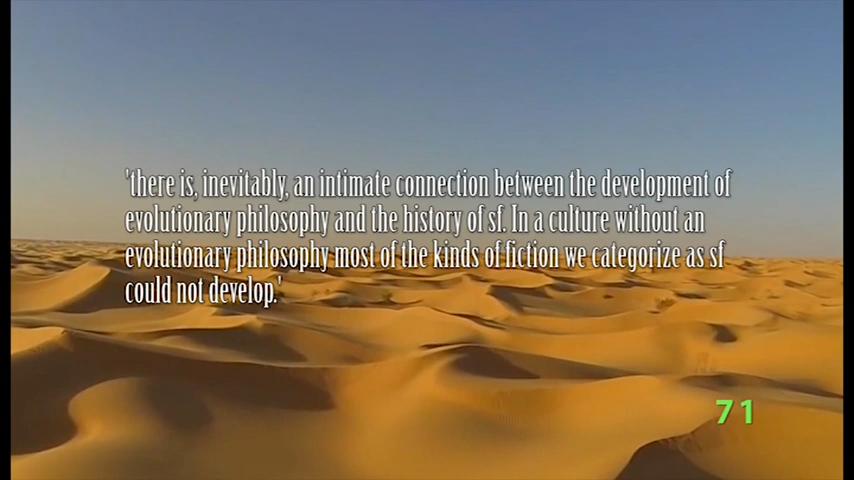 'there is, inevitably, an intimate connection between the development of
evolutionary philosophy and the history of sf. In a culture without an
evolutionary philosophy most of the kinds of fiction we categorize as sf
could not develop.'
71